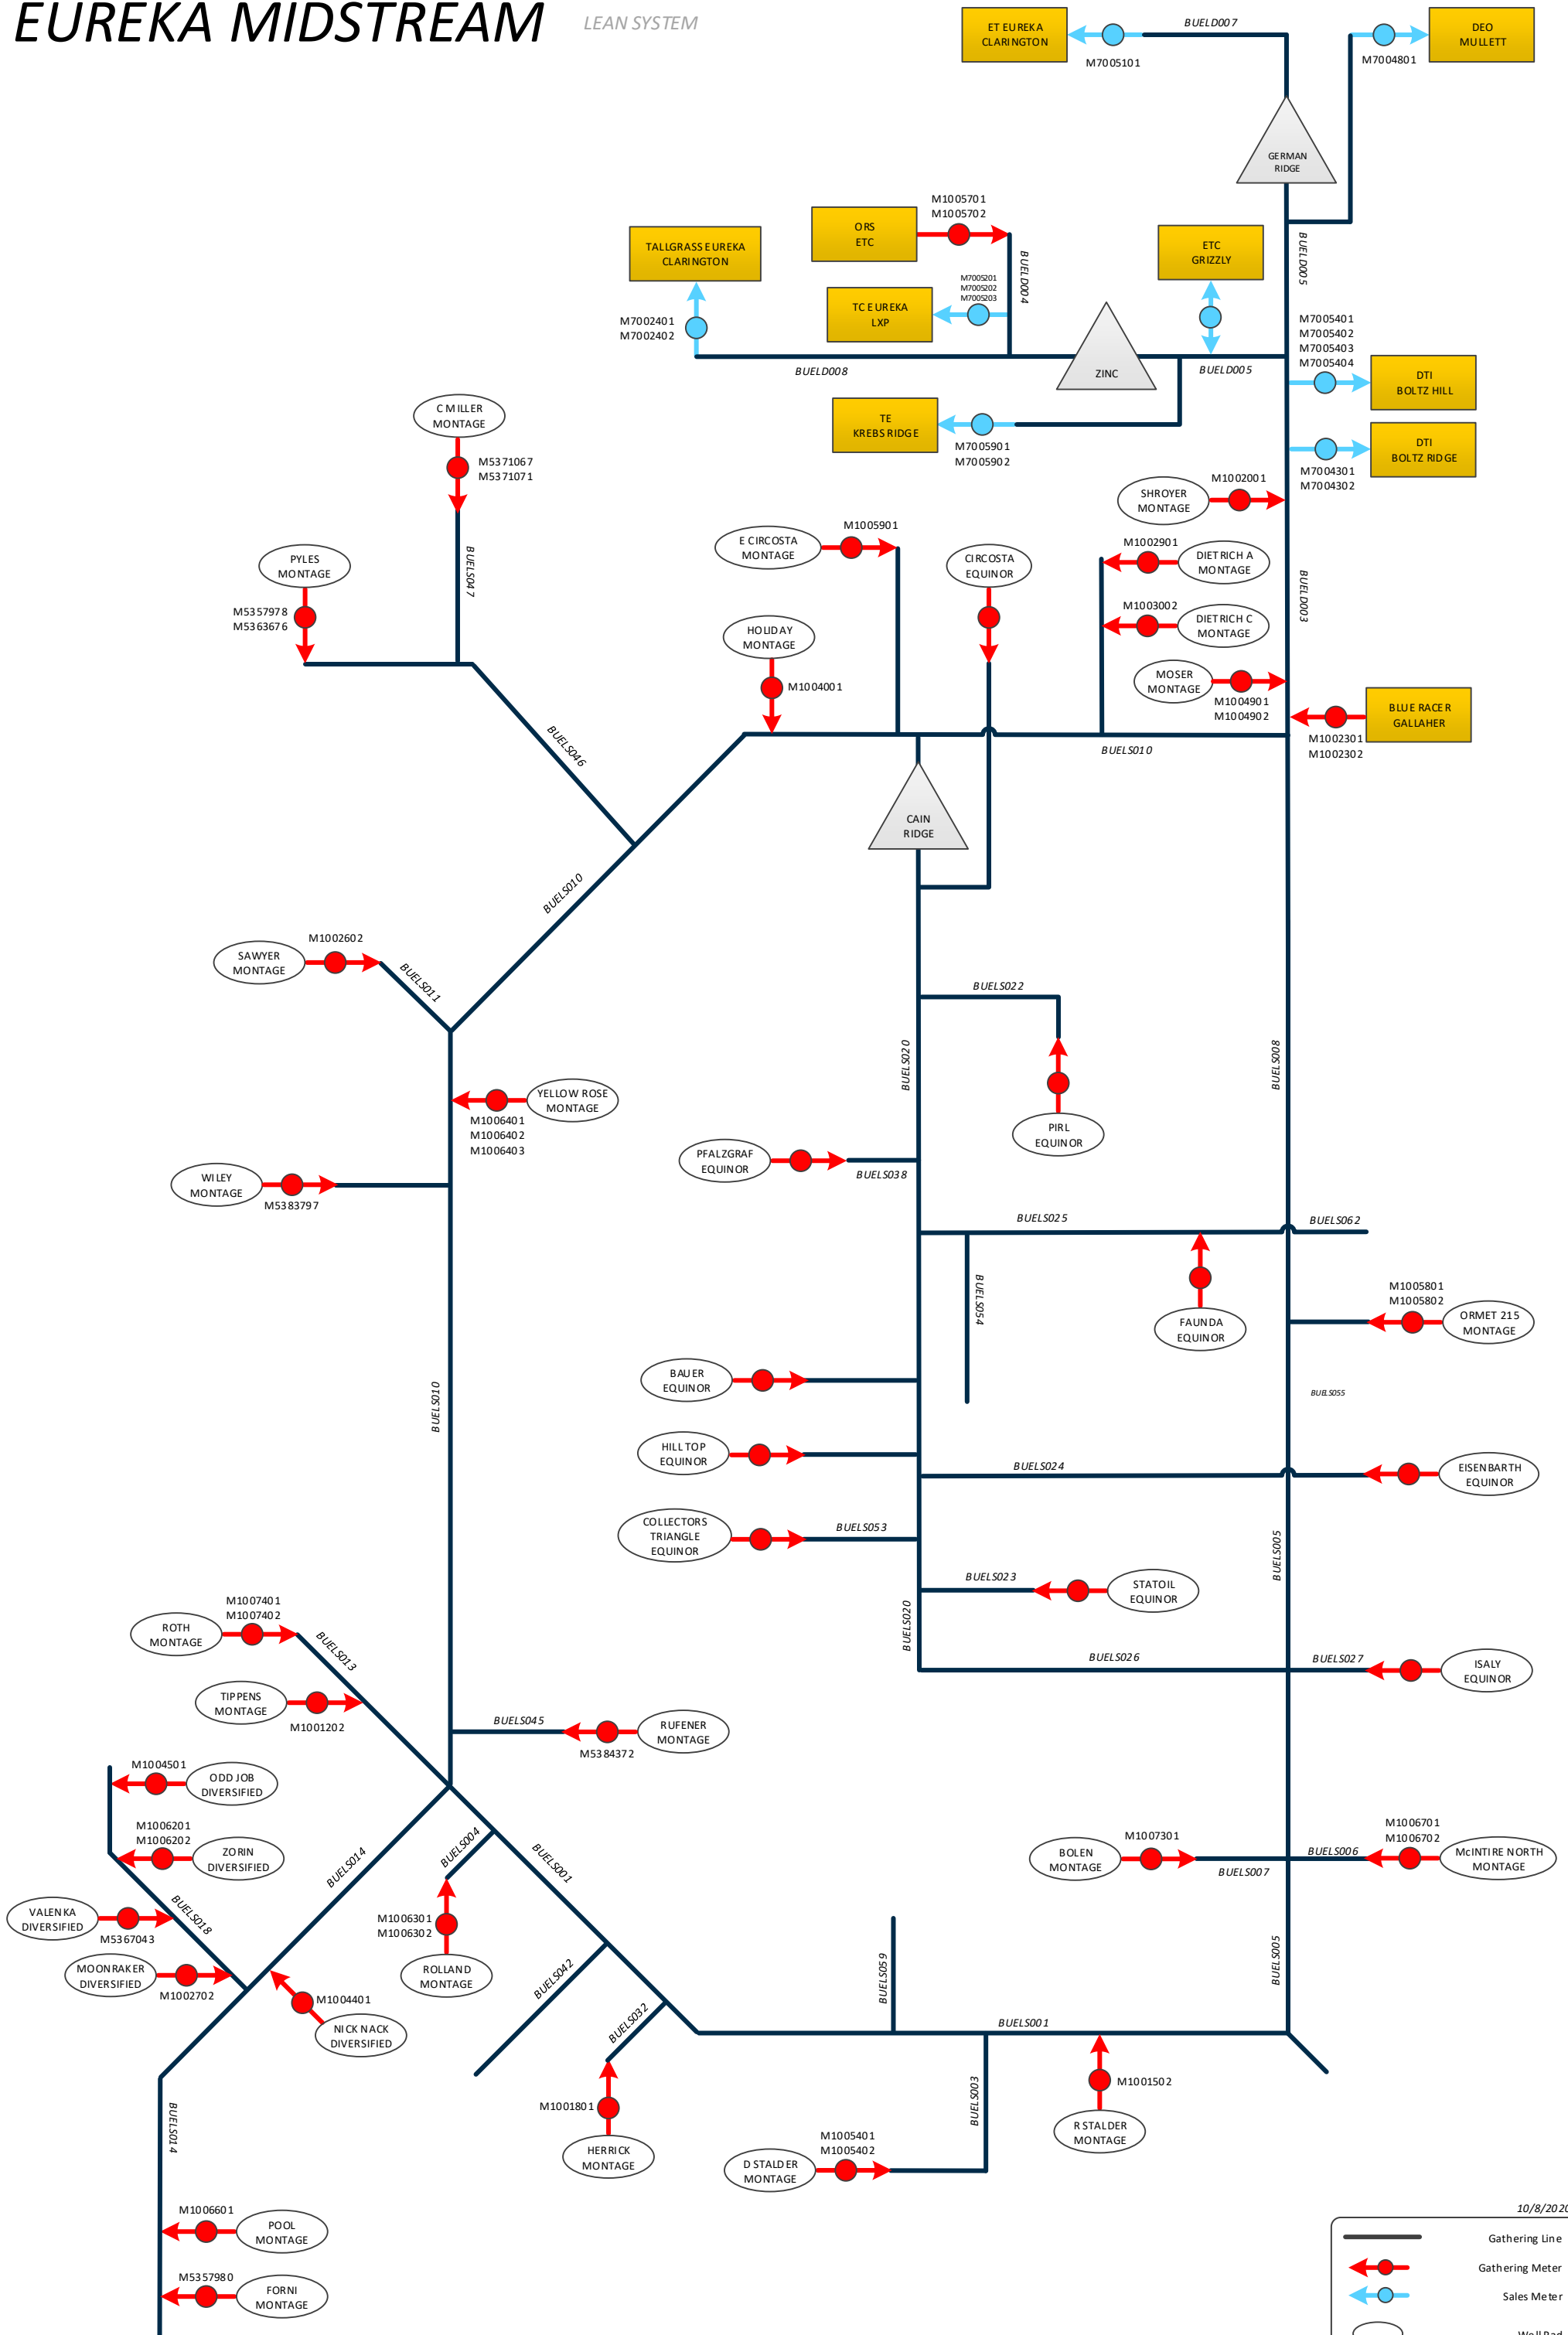 EUREKA MIDSTREAM
LEAN SYSTEM
ET EUREKA
CLARINGTON
M7005101
BUELD007
DEO
MULLETT
M7004801
GERMAN
RIDGE
BUELD005
TALLGRASS EUREKA
CLARINGTON
M7002401
M7002402
ORS
ETC
M1005701
M1005702
TC EUREKA
LXP
M7005201
M7005202
M7005203
BUELD004
ETC
GRIZZLY
BUELD008
ZINC
BUELD005
M7005401
M7005402
M7005403
M7005404
DTI
BOLTZ HILL
TE
KREBS RIDGE
M7005901
M7005902
DTI
BOLTZ RIDGE
M7004301
M7004302
C MILLER
MONTAGE
M5371067
M5371071
BUELS047
PYLES
MONTAGE
M5357978
M5363676
BUELS046
E CIRCOSTA
MONTAGE
M1005901
CIRCOSTA
EQUINOR
SHROYER
MONTAGE
M1002001
M1002901
DIETRICH A
MONTAGE
M1003002
DIETRICH C
MONTAGE
BUELD003
HOLIDAY
MONTAGE
M1004001
MOSER
MONTAGE
M1004901
M1004902
BLUE RACER
GALLAHER
M1002301
M1002302
BUELS010
CAIN
RIDGE
BUELS010
SAWYER
MONTAGE
M1002602
BUELS011
BUELS022
BUELS020
BUELS008
PIRL
EQUINOR
YELLOW ROSE
MONTAGE
M1006401
M1006402
M1006403
PFALZGRAF
EQUINOR
BUELS038
WILEY
MONTAGE
M5383797
BUELS025
BUELS062
BUELS054
FAUNDA
EQUINOR
M1005801
M1005802
ORMET 215
MONTAGE
BAUER
EQUINOR
BUELS055
BUELS010
HILL TOP
EQUINOR
BUELS024
EISENBARTH
EQUINOR
COLLECTORS
TRIANGLE
EQUINOR
BUELS053
BUELS005
BUELS023
STATOIL
EQUINOR
BUELS020
BUELS026
BUELS027
ISALY
EQUINOR
M1007401
M1007402
ROTH
MONTAGE
BUELS013
TIPPENS
MONTAGE
M1001202
BUELS045
RUFENER
MONTAGE
M5384372
M1004501
ODD JOB
DIVERSIFIED
M1006201
M1006202
ZORIN
DIVERSIFIED
BUELS014
BUELS004
BUELS001
M1007301
BOLEN
MONTAGE
BUELS007
BUELS006
M1006701
M1006702
McINTIRE NORTH
MONTAGE
VALENKA
DIVERSIFIED
M5367043
BUELS018
M1006301
M1006302
ROLLAND
MONTAGE
MOONRAKER
DIVERSIFIED
M1002702
M1004401
NICK NACK
DIVERSIFIED
BUELS042
BUELS032
BUELS059
BUELS005
BUELS001
BUELS003
M1001502
R STALDER
MONTAGE
M1001801
HERRICK
MONTAGE
M1005401
M1005402
D STALDER
MONTAGE
BUELS014
M1006601
POOL
MONTAGE
M5357980
FORNI
MONTAGE
10/8/2020
Gathering Line
Gathering Meter
Sales Meter
Well Pad